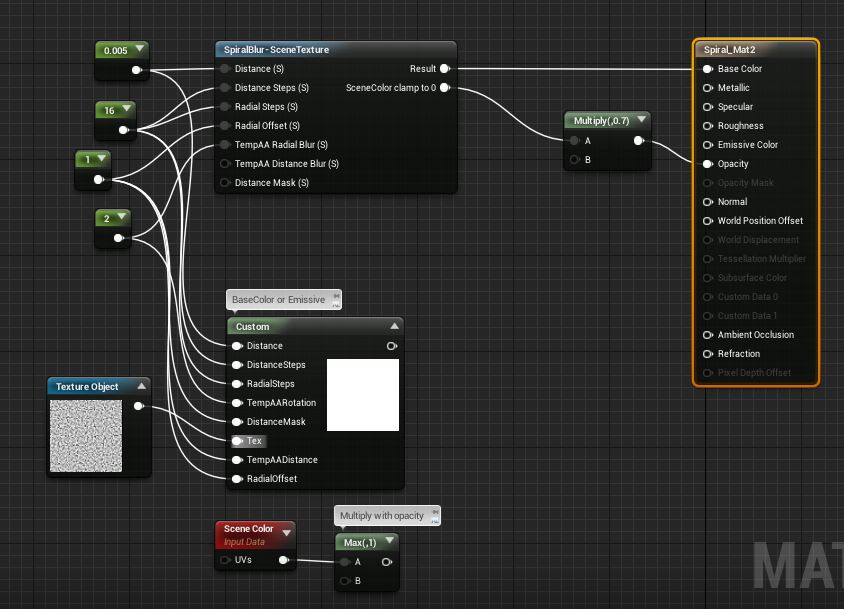 0.005
16
1
2
SpiralBlur-SceneTexture
Distance (S)
Distance Steps (S)
Radial Steps (S)
Radial Offset (S)
TempAA Radial Blur (S)
TempAA Distance Blur (S)
Distance Mask (S)
Result
SceneColor clamp to 0
Multiply(,0.7)
A
B
Spiral_Mat2
Base Color
Metallic
Specular
Roughness
Emissive Color
Opacity
Opacity Mask
Normal
World Position Offset
World Displacement
Tessellation Multiplier
Subsurface Color
Custom Data 0
Custom Data 1
Ambient Occlusion
Refraction
Pixel Depth Offset
BaseColor or Emissive
Custom
Distance
DistanceSteps
RadialSteps
TempAARotation
DistanceMask
Tex
TempAADistance
RadialOffset
Texture Object
Scene Color
Input Data
UVs
Multiply with opacity
Max(,1)
A
B
MAT